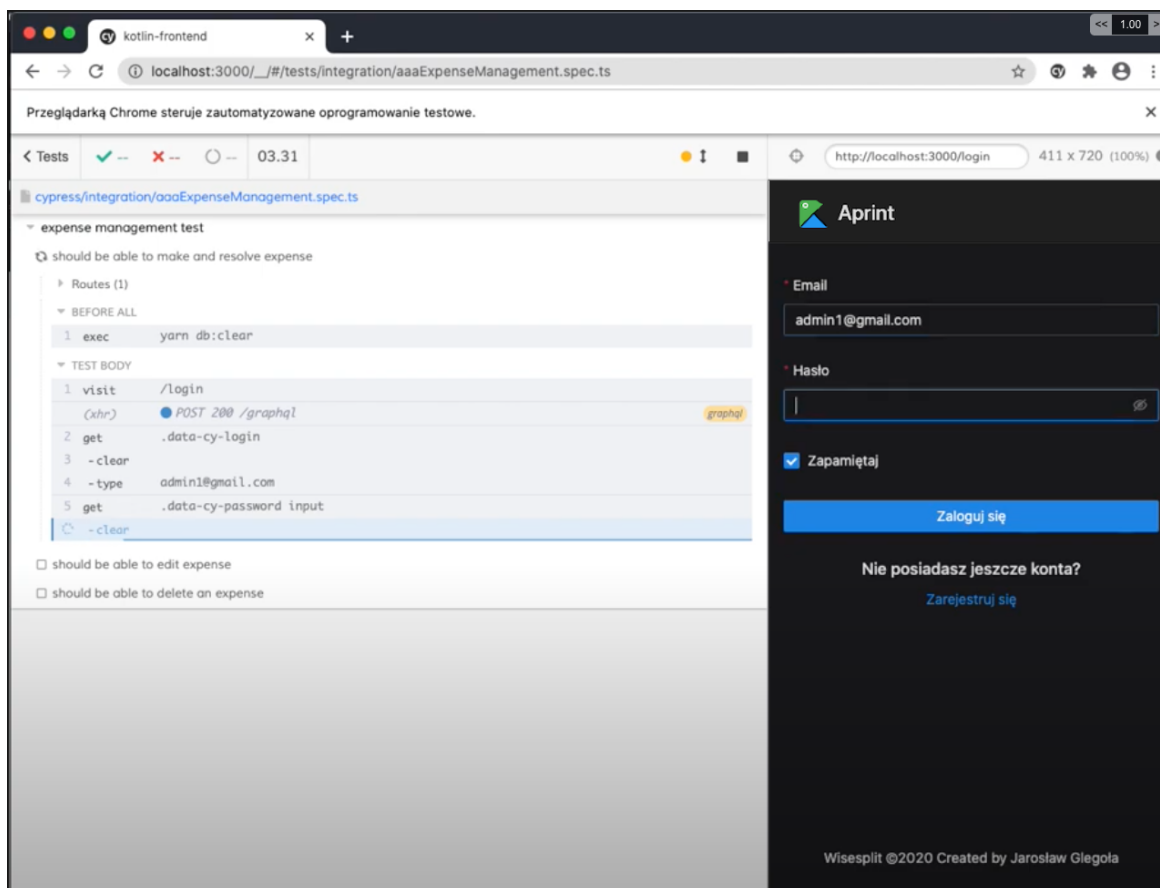 kotlin-frontend
<< 1.00 >
localhost:3000/__/#/tests/integration/aaaExpenseManagement.spec.ts
Przeglądarką Chrome steruje zautomatyzowane oprogramowanie testowe.
Tests -- -- -- 03.31
http://localhost:3000/login 411 x 720 (100%)
cypress/integration/aaaExpenseManagement.spec.ts
expense management test
should be able to make and resolve expense
Routes (1)
BEFORE ALL
1 exec yarn db:clear
TEST BODY
1 visit /login
(xhr) POST 200 /graphql graphql
2 get .data-cy-login
3 -clear
4 -type admin1@gmail.com
5 get .data-cy-password input
-clear
should be able to edit expense
should be able to delete an expense
Aprint
* Email
admin1@gmail.com
* Hasło
Zapamiętaj
Zaloguj się
Nie posiadasz jeszcze konta?
Zarejestruj się
Wisesplit ©2020 Created by Jarosław Glegoła